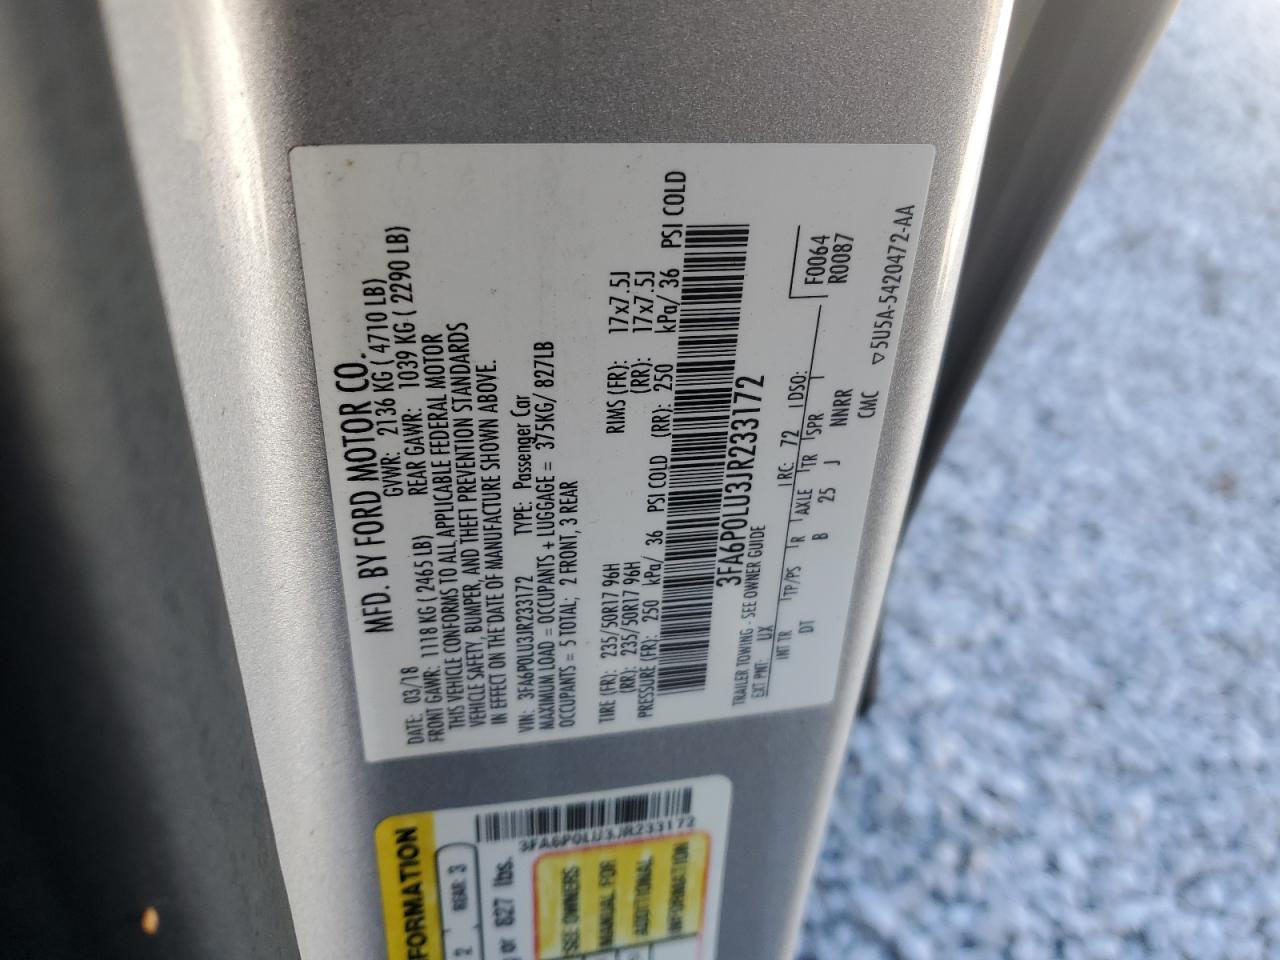 MFD. BY FORD MOTOR CO.
DATE: 03/18 GVWR: 2136 KG ( 4710 LB)
FRONT GAWR: 1118 KG ( 2465 LB) REAR GAWR: 1039 KG ( 2290 LB)
THIS VEHICLE CONFORMS TO ALL APPLICABLE FEDERAL MOTOR
VEHICLE SAFETY, BUMPER, AND THEFT PREVENTION STANDARDS
IN EFFECT ON THE DATE OF MANUFACTURE SHOWN ABOVE.
VIN: 3FA6P0LU3JR233172 TYPE: Passenger Car
MAXIMUM LOAD = OCCUPANTS + LUGGAGE = 375KG/ 827LB
OCCUPANTS = 5 TOTAL; 2 FRONT, 3 REAR
TIRE (FR): 235/50R17 96H RIMS (FR): 17x7.5J
(RR): 235/50R17 96H (RR): 17x7.5J
PRESSURE (FR): 250 kPa/ 36 PSI COLD (RR): 250 kPa/ 36 PSI COLD
3FA6P0LU3JR233172
TRAILER TOWING - SEE OWNER GUIDE
EXT PNT: UX RC: 72 DSO: F0064
R0087
INT TR TP/PS R AXLE TR SPR
DT B 25 J NNRR
CMC
▽5U5A-5420472-AA
3FA6P0LU3JR233172
FORMATION
2 REAR 3
or 827 lbs.
SEE OWNERS
MANUAL FOR
ADDITIONAL
INFORMATION